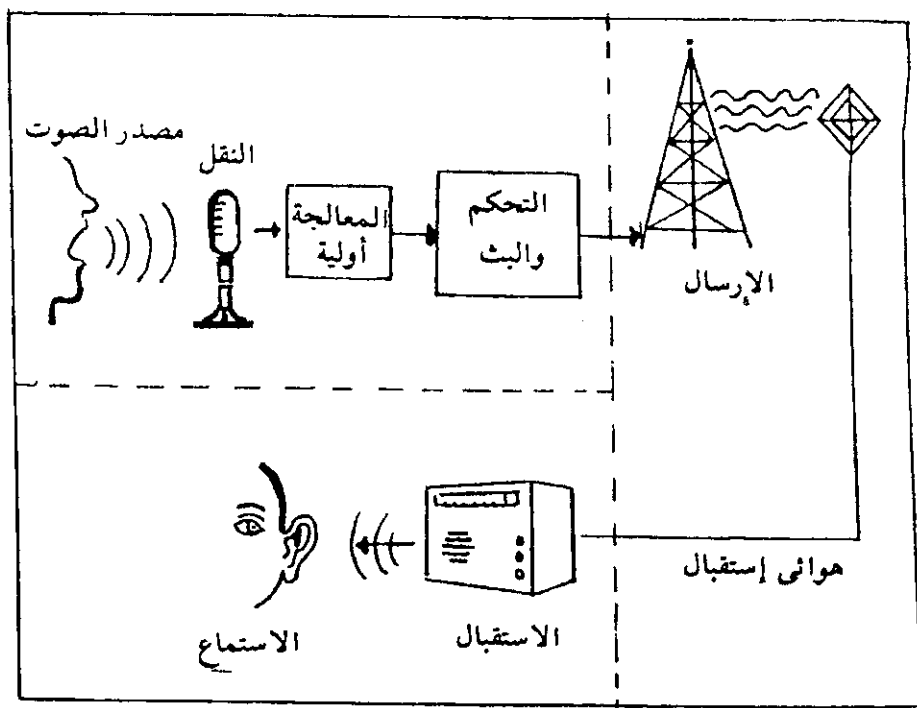 مصدر الصوت
النقل
المعالجة
أولية
التحكم
والبث
الإرسال
هوائى إستقبال
الاستقبال
الاستماع